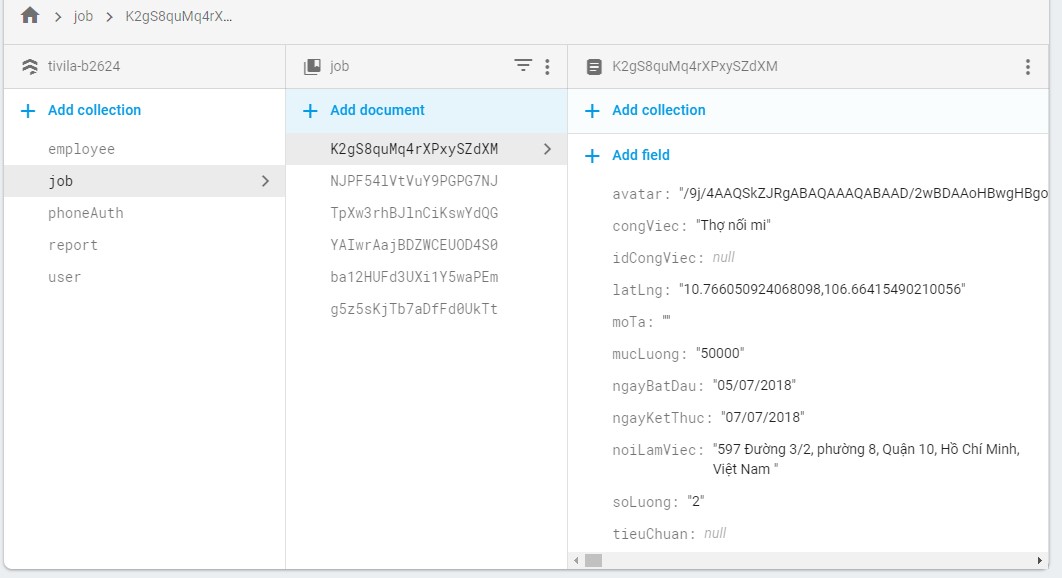 job K2gS8quMq4rX...
tivila-b2624
job
K2gS8quMq4rXPxySZdXM
Add collection
employee
job
phoneAuth
report
user
Add document
K2gS8quMq4rXPxySZdXM
NJPF54lVtVuY9PGPG7NJ
TpXw3rhBJlnCiKswYdQG
YAIwrAajBDZWCEUOD4S0
ba12HUFd3UXi1Y5waPEm
g5z5sKjTb7aDfFd0UkTt
Add collection
Add field
avatar: "/9j/4AAQSkZJRgABAQAAAQABAAD/2wBDAAoHBwgHBgo
congViec: "Thợ nối mi"
idCongViec: null
latLng: "10.766050924068098,106.66415490210056"
moTa: ""
mucLuong: "50000"
ngayBatDau: "05/07/2018"
ngayKetThuc: "07/07/2018"
noiLamViec: "597 Đường 3/2, phường 8, Quận 10, Hồ Chí Minh,
Việt Nam "
soLuong: "2"
tieuChuan: null